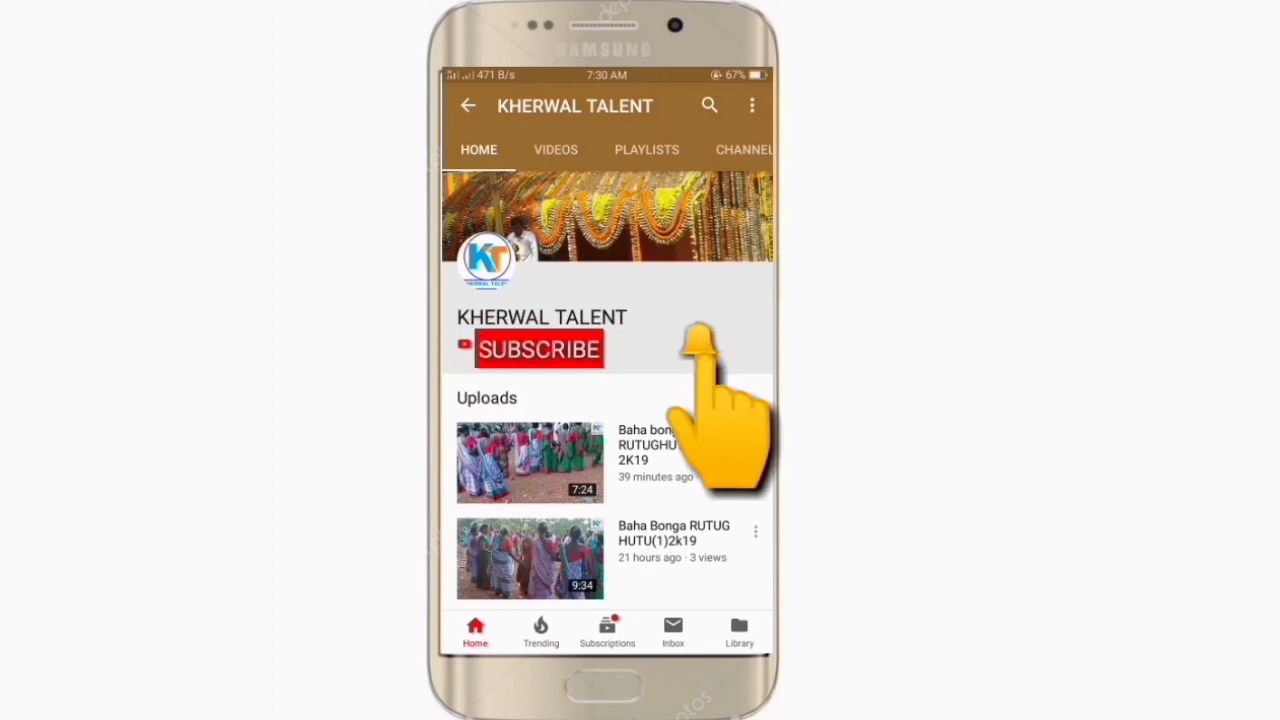 SAMSUNG
471 B/s 7:30 AM 67%
KHERWAL TALENT
HOME VIDEOS PLAYLISTS CHANNEL
KT
KHERWAL TALENT
SUBSCRIBE
Uploads
Baha bong
RUTUGHU
2K19
39 minutes ago
7:24
Baha Bonga RUTUG
HUTU(1)2k19
21 hours ago · 3 views
9:34
Home Trending Subscriptions Inbox Library